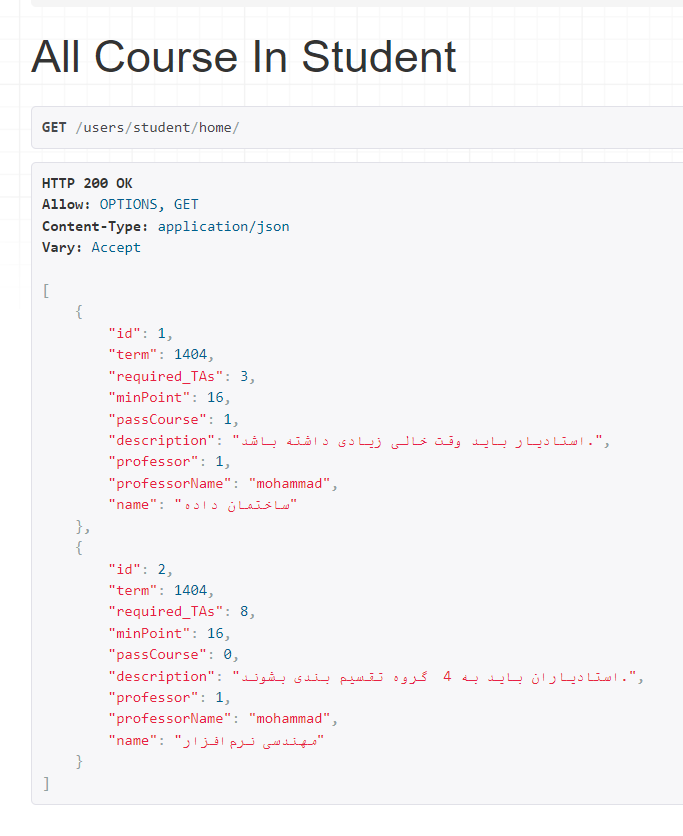 All Course In Student
GET /users/student/home/
HTTP 200 OK
Allow: OPTIONS, GET
Content-Type: application/json
Vary: Accept
[
{
"id": 1,
"term": 1404,
"required_TAs": 3,
"minPoint": 16,
"passCourse": 1,
"description": "استادیار باید وقت خالی زیادی داشته باشد.",
"professor": 1,
"professorName": "mohammad",
"name": "ساختمان داده"
},
{
"id": 2,
"term": 1404,
"required_TAs": 8,
"minPoint": 16,
"passCourse": 0,
"description": "استادیاران باید به 4 گروه تقسیم بندی بشوند.",
"professor": 1,
"professorName": "mohammad",
"name": "مهندسی نرم افزار"
}
]